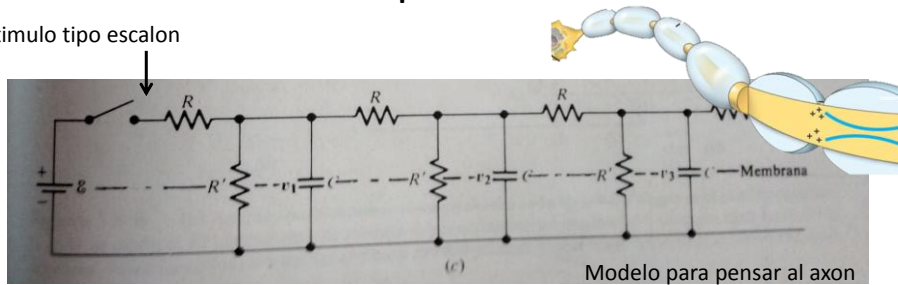 timulo tipo escalon
R
R
R
+
ε
−
R'
v₁
C
R'
v₂
C
R'
v₃
C
Membrana
(c)
++
++
Modelo para pensar al axon